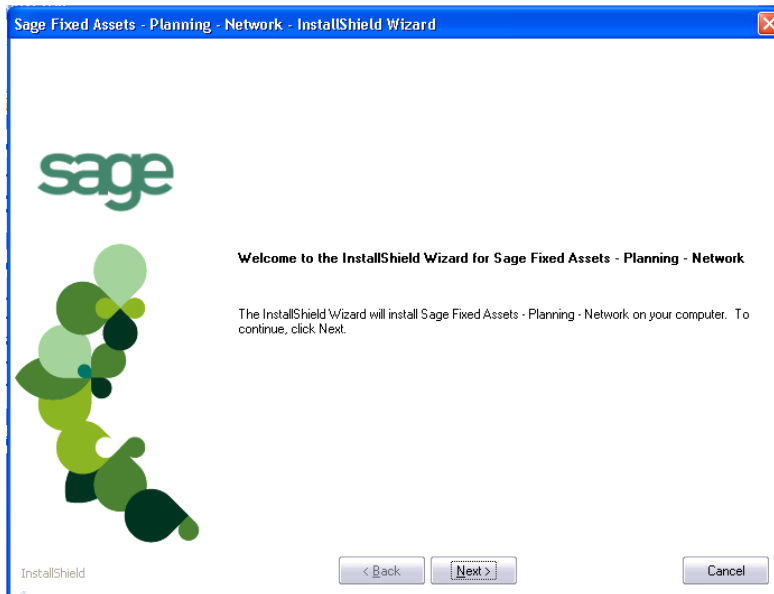 Sage Fixed Assets - Planning - Network - InstallShield Wizard
sage
Welcome to the InstallShield Wizard for Sage Fixed Assets - Planning - Network
The InstallShield Wizard will install Sage Fixed Assets - Planning - Network on your computer. To
continue, click Next.
InstallShield
< Back
Next >
Cancel